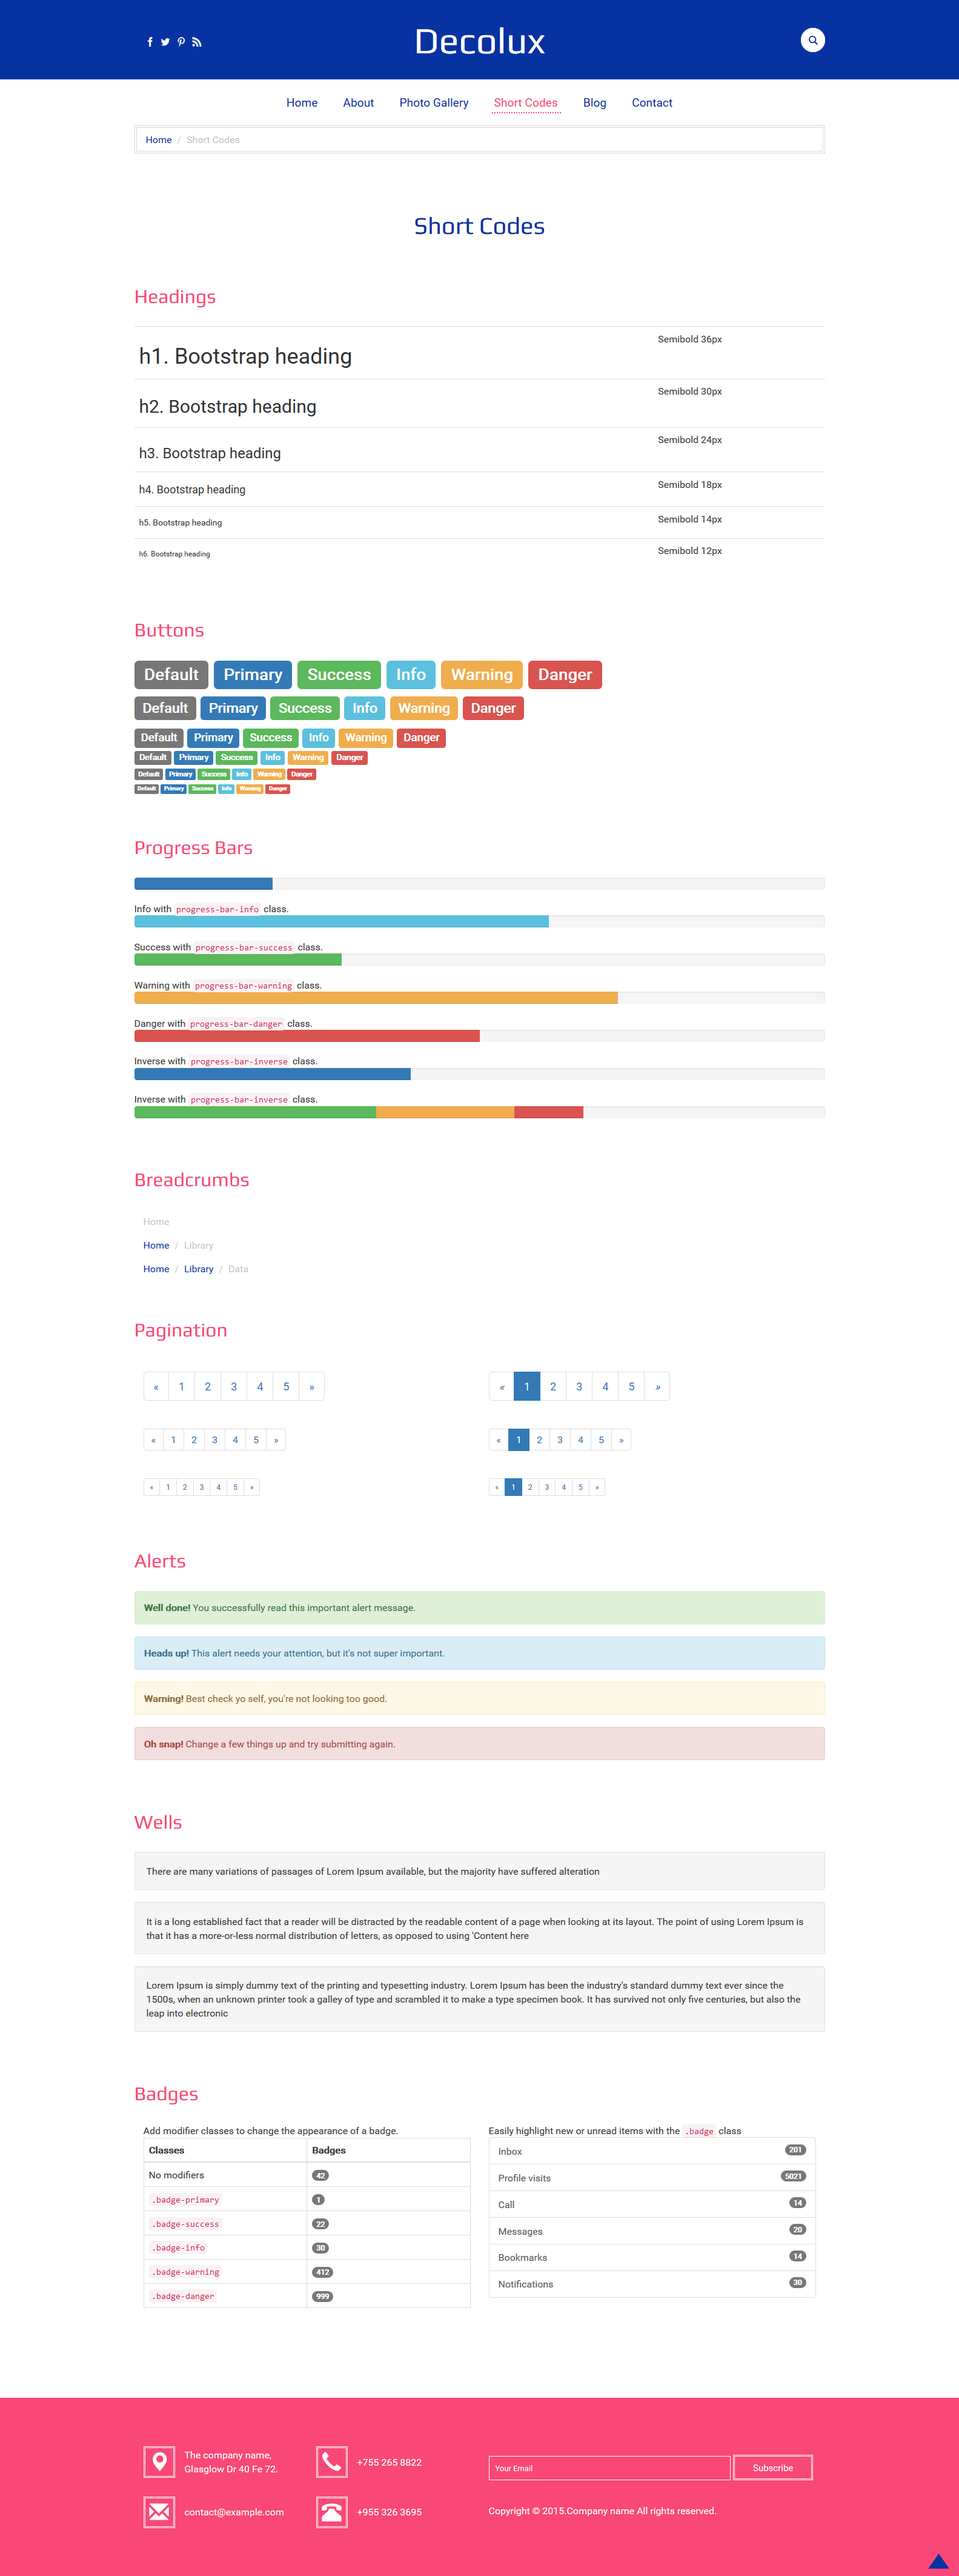 Decolux
Home About Photo Gallery Short Codes Blog Contact
Home / Short Codes
Short Codes
Headings
h1. Bootstrap heading Semibold 36px
h2. Bootstrap heading Semibold 30px
h3. Bootstrap heading Semibold 24px
h4. Bootstrap heading Semibold 18px
h5. Bootstrap heading Semibold 14px
h6. Bootstrap heading Semibold 12px
Buttons
Default Primary Success Info Warning Danger
Default Primary Success Info Warning Danger
Default Primary Success Info Warning Danger
Default Primary Success Info Warning Danger
Default Primary Success Info Warning Danger
Default Primary Success Info Warning Danger
Progress Bars
Info with progress-bar-info class.
Success with progress-bar-success class.
Warning with progress-bar-warning class.
Danger with progress-bar-danger class.
Inverse with progress-bar-inverse class.
Inverse with progress-bar-inverse class.
Breadcrumbs
Home
Home / Library
Home / Library / Data
Pagination
« 1 2 3 4 5 » « 1 2 3 4 5 »
« 1 2 3 4 5 » « 1 2 3 4 5 »
« 1 2 3 4 5 » « 1 2 3 4 5 »
Alerts
Well done! You successfully read this important alert message.
Heads up! This alert needs your attention, but it's not super important.
Warning! Best check yo self, you're not looking too good.
Oh snap! Change a few things up and try submitting again.
Wells
There are many variations of passages of Lorem Ipsum available, but the majority have suffered alteration
It is a long established fact that a reader will be distracted by the readable content of a page when looking at its layout. The point of using Lorem Ipsum is
that it has a more-or-less normal distribution of letters, as opposed to using 'Content here
Lorem Ipsum is simply dummy text of the printing and typesetting industry. Lorem Ipsum has been the industry's standard dummy text ever since the
1500s, when an unknown printer took a galley of type and scrambled it to make a type specimen book. It has survived not only five centuries, but also the
leap into electronic
Badges
Add modifier classes to change the appearance of a badge.
Classes Badges
No modifiers 42
.badge-primary 1
.badge-success 22
.badge-info 30
.badge-warning 412
.badge-danger 999
Easily highlight new or unread items with the .badge class
Inbox 201
Profile visits 5021
Call 14
Messages 20
Bookmarks 14
Notifications 30
The company name,
Glasglow Dr 40 Fe 72.
+755 265 8822
contact@example.com
+955 326 3695
Your Email Subscribe
Copyright © 2015.Company name All rights reserved.